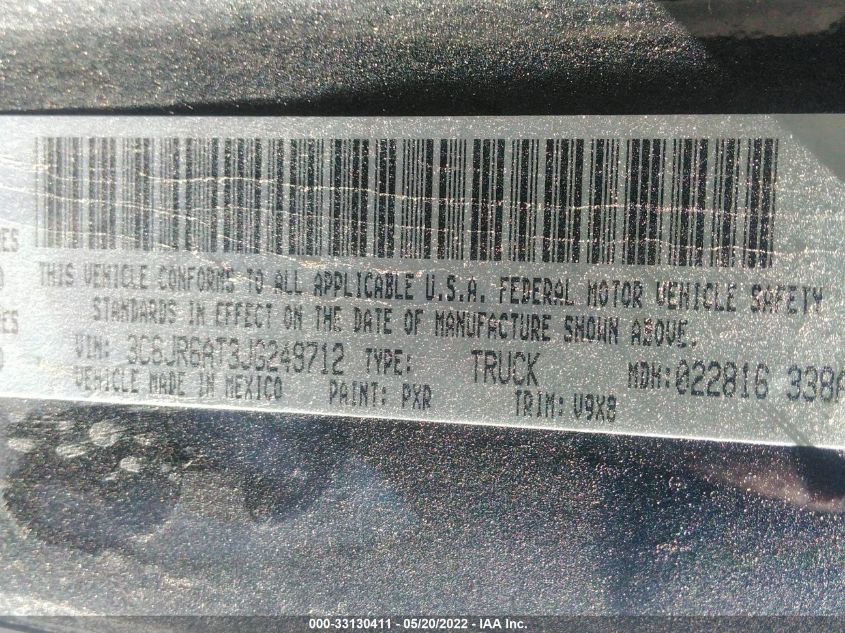 ES
THIS VEHICLE CONFORMS TO ALL APPLICABLE U.S.A. FEDERAL MOTOR VEHICLE SAFETY
STANDARDS IN EFFECT ON THE DATE OF MANUFACTURE SHOWN ABOVE.
ES
VIN: 3C6JR6AT3JG249712 TYPE: TRUCK MDH:022816 338A
VEHICLE MADE IN MEXICO PAINT: PXR TRIM: V9X8
000-33130411 - 05/20/2022 - IAA Inc.